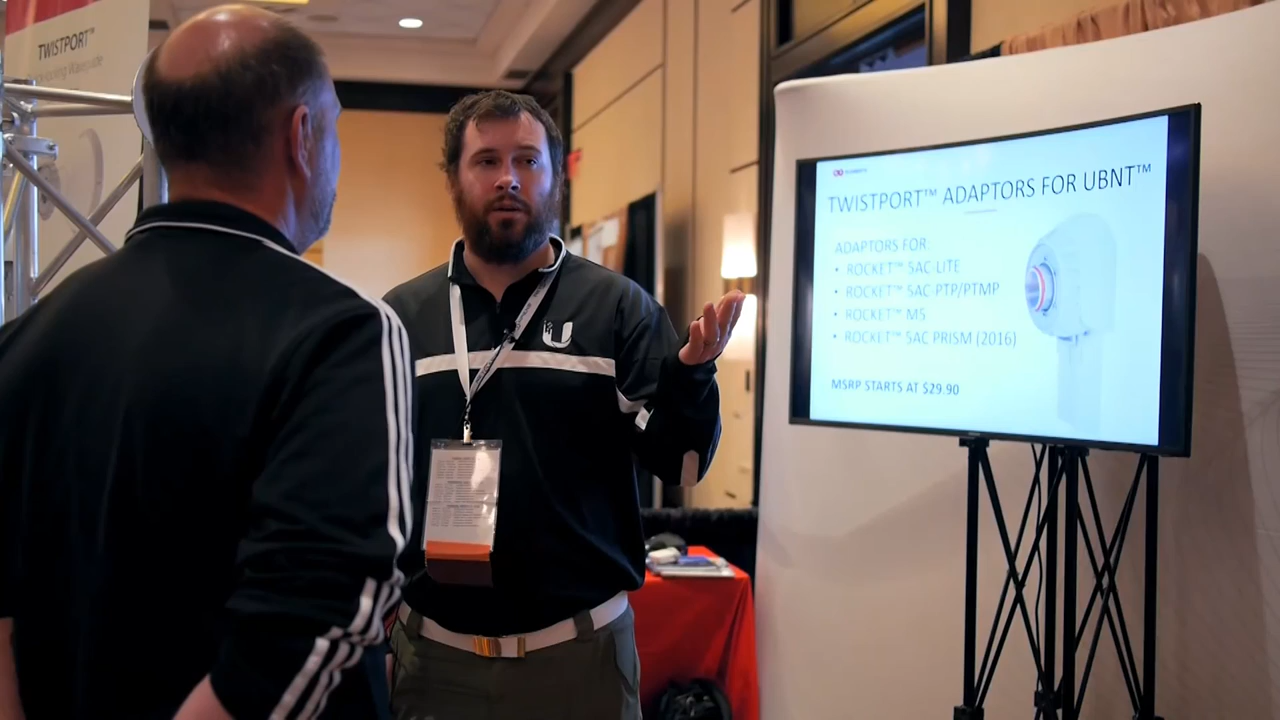 TWISTPORT™
TWISTPORT™ ADAPTORS FOR UBNT™
ADAPTORS FOR:
• ROCKET™ 5AC-LITE
• ROCKET™ 5AC-PTP/PTMP
• ROCKET™ M5
• ROCKET™ 5AC PRISM (2016)
MSRP STARTS AT $29.90
U